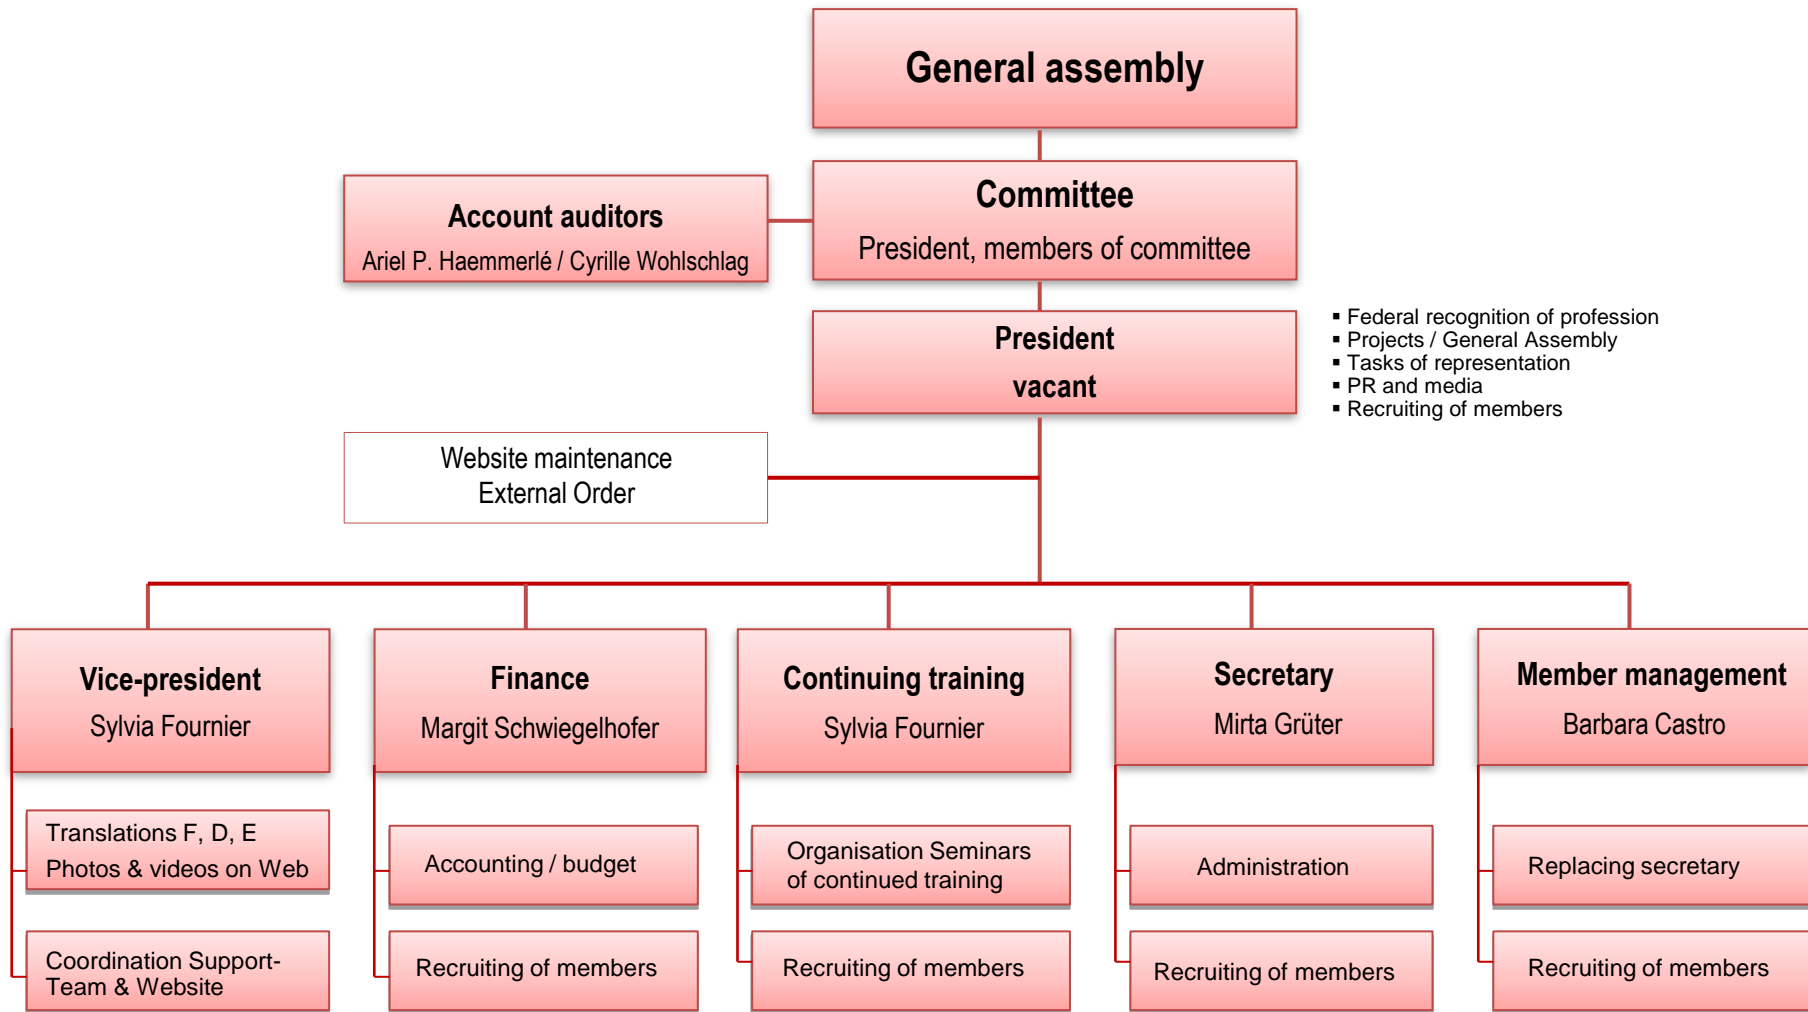 General assembly
Committee
President, members of committee
Account auditors
Ariel P. Haemmerlé / Cyrille Wohlschlag
President
vacant
▪ Federal recognition of profession
▪ Projects / General Assembly
▪ Tasks of representation
▪ PR and media
▪ Recruiting of members
Website maintenance
External Order
Vice-president
Sylvia Fournier
Finance
Margit Schwiegelhofer
Continuing training
Sylvia Fournier
Secretary
Mirta Grüter
Member management
Barbara Castro
Translations F, D, E
Photos & videos on Web
Accounting / budget
Organisation Seminars
of continued training
Administration
Replacing secretary
Coordination Support-
Team & Website
Recruiting of members
Recruiting of members
Recruiting of members
Recruiting of members